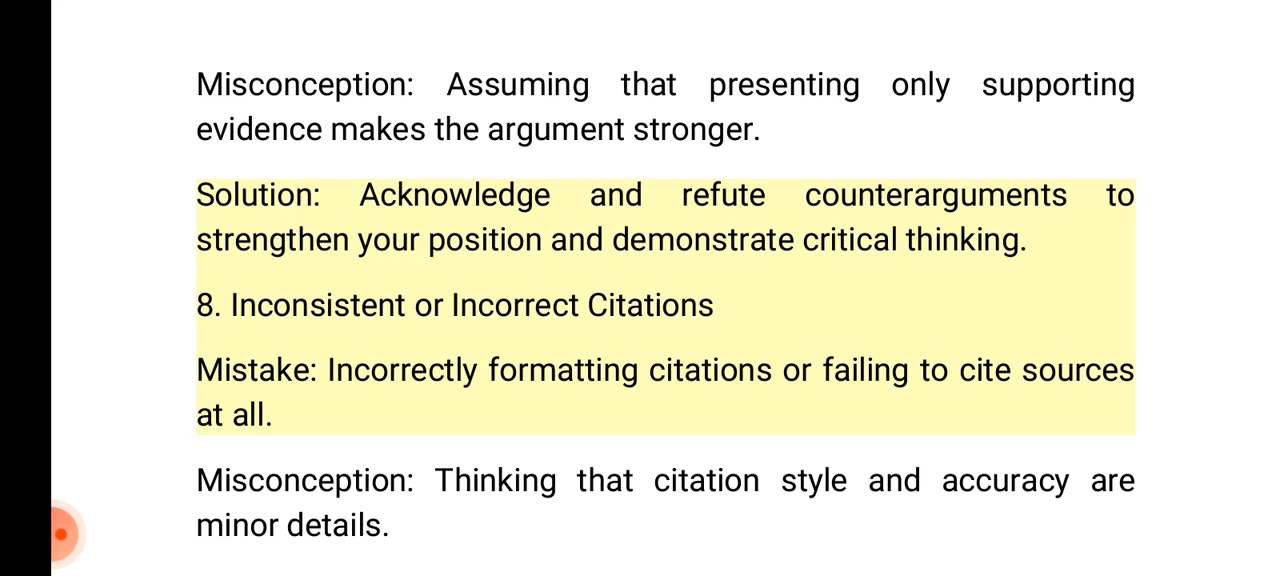 Misconception: Assuming that presenting only supporting
evidence makes the argument stronger.
Solution: Acknowledge and refute counterarguments to
strengthen your position and demonstrate critical thinking.
8. Inconsistent or Incorrect Citations
Mistake: Incorrectly formatting citations or failing to cite sources
at all.
Misconception: Thinking that citation style and accuracy are
minor details.